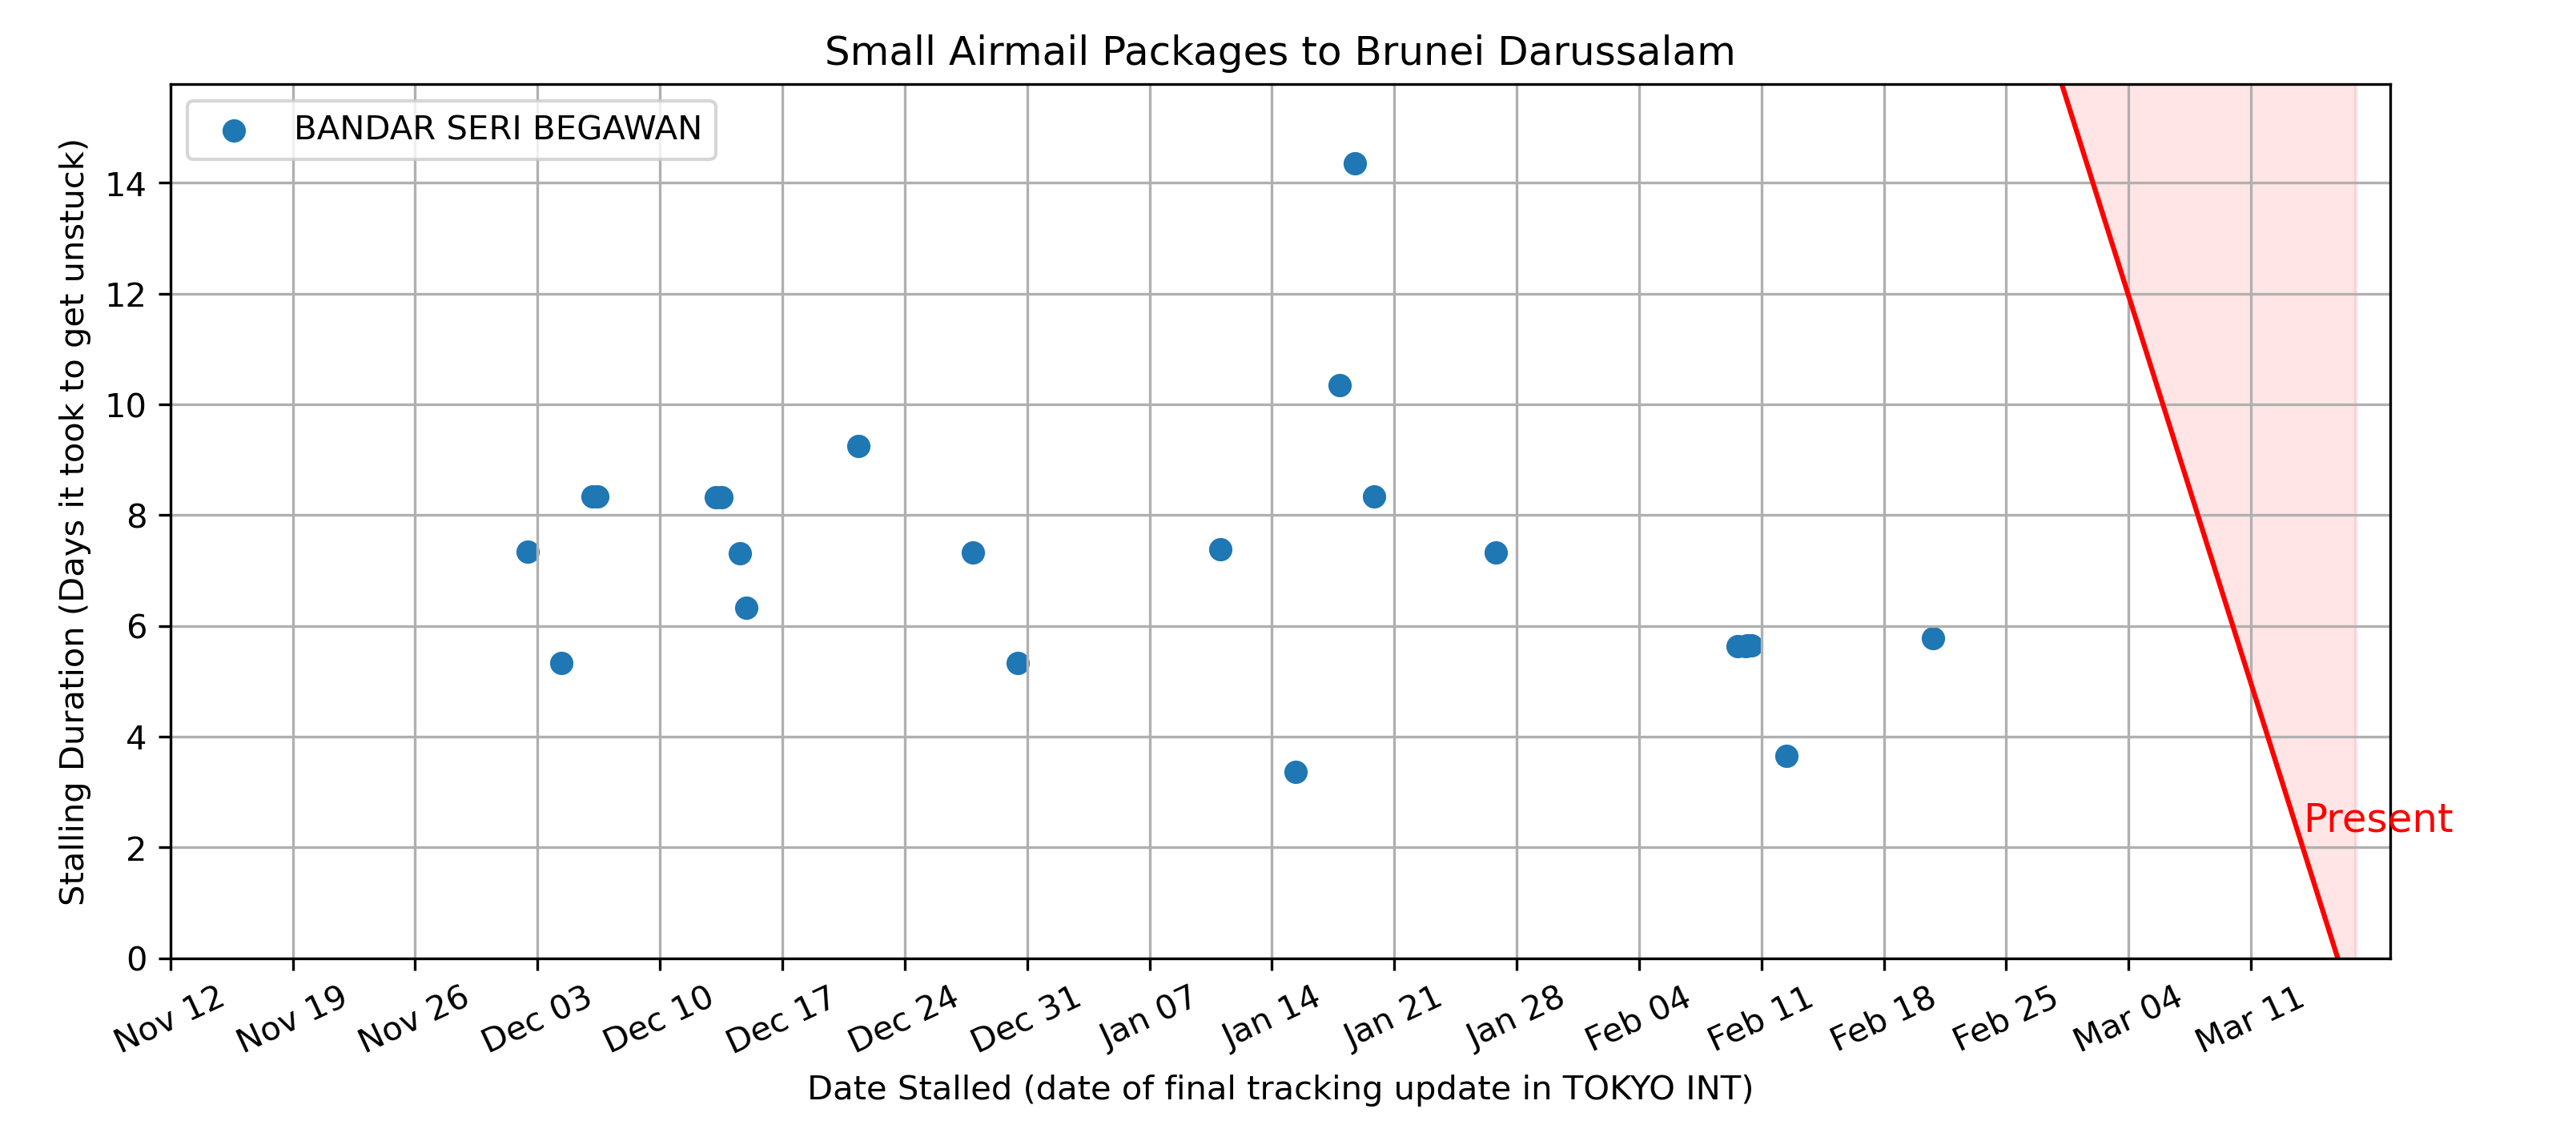 Small Airmail Packages to Brunei Darussalam
BANDAR SERI BEGAWAN
Stalling Duration (Days it took to get unstuck)
14
12
10
8
6
4
2
0
Present
Nov 12
Nov 19
Nov 26
Dec 03
Dec 10
Dec 17
Dec 24
Dec 31
Jan 07
Jan 14
Jan 21
Jan 28
Feb 04
Feb 11
Feb 18
Feb 25
Mar 04
Mar 11
Date Stalled (date of final tracking update in TOKYO INT)